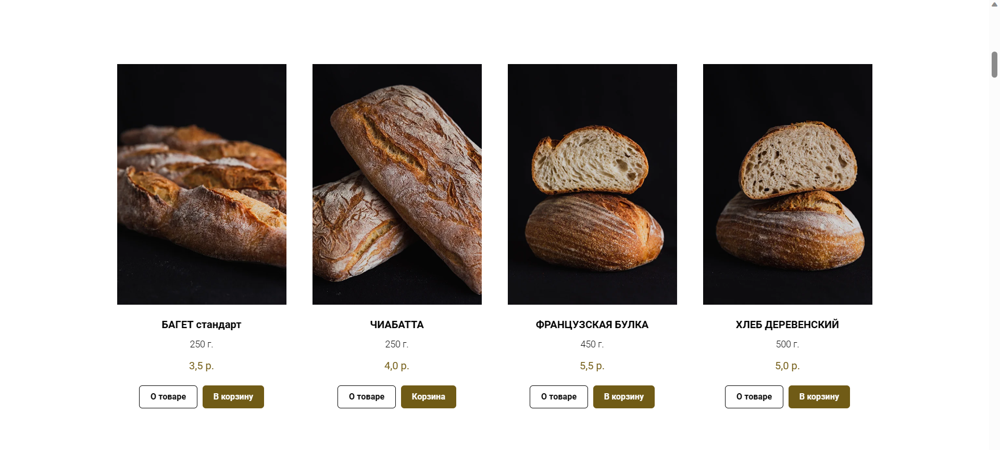 БАГЕТ стандарт
250 г.
3,5 р.
О товаре
В корзину
ЧИАБАТТА
250 г.
4,0 р.
О товаре
Корзина
ФРАНЦУЗСКАЯ БУЛКА
450 г.
5,5 р.
О товаре
В корзину
ХЛЕБ ДЕРЕВЕНСКИЙ
500 г.
5,0 р.
О товаре
В корзину